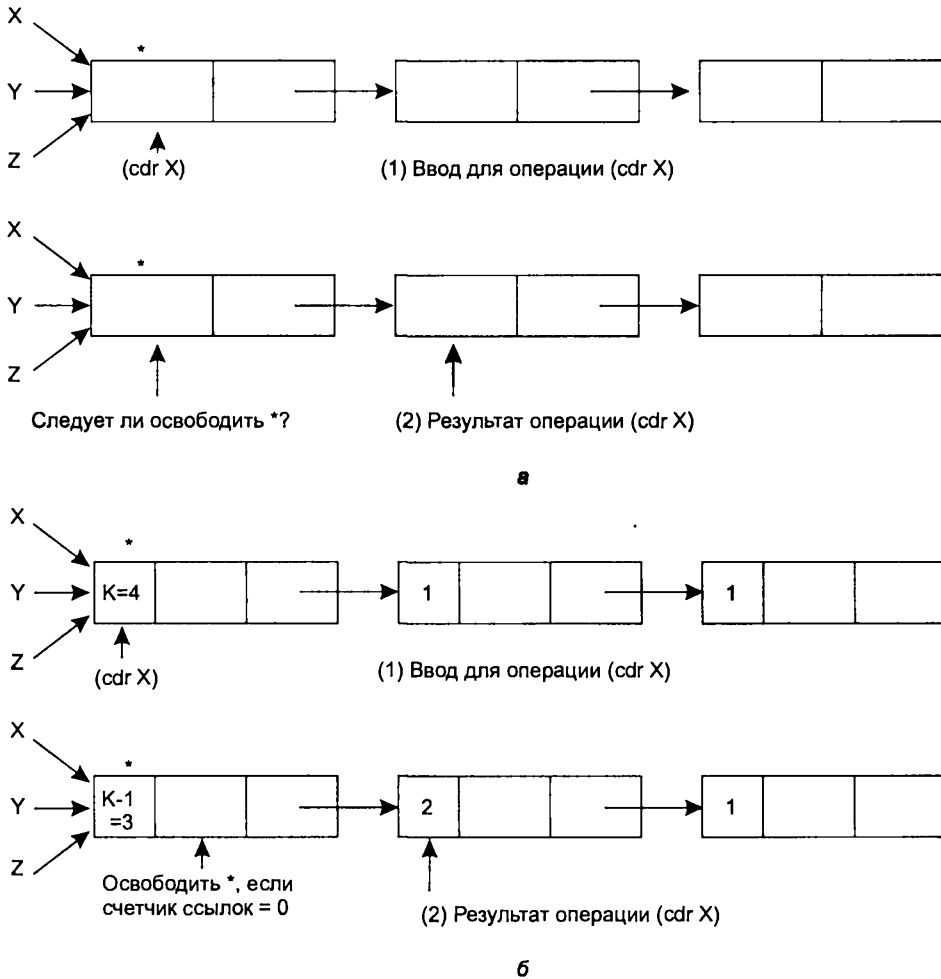 X
*
Y
Z
(cdr X)
(1) Ввод для операции (cdr X)
X
*
Y
Z
Следует ли освободить *?
(2) Результат операции (cdr X)
а
X
*
Y
K=4
1
1
Z
(cdr X)
(1) Ввод для операции (cdr X)
X
*
Y
K-1
=3
2
1
Z
Освободить *, если
счетчик ссылок = 0
(2) Результат операции (cdr X)
б